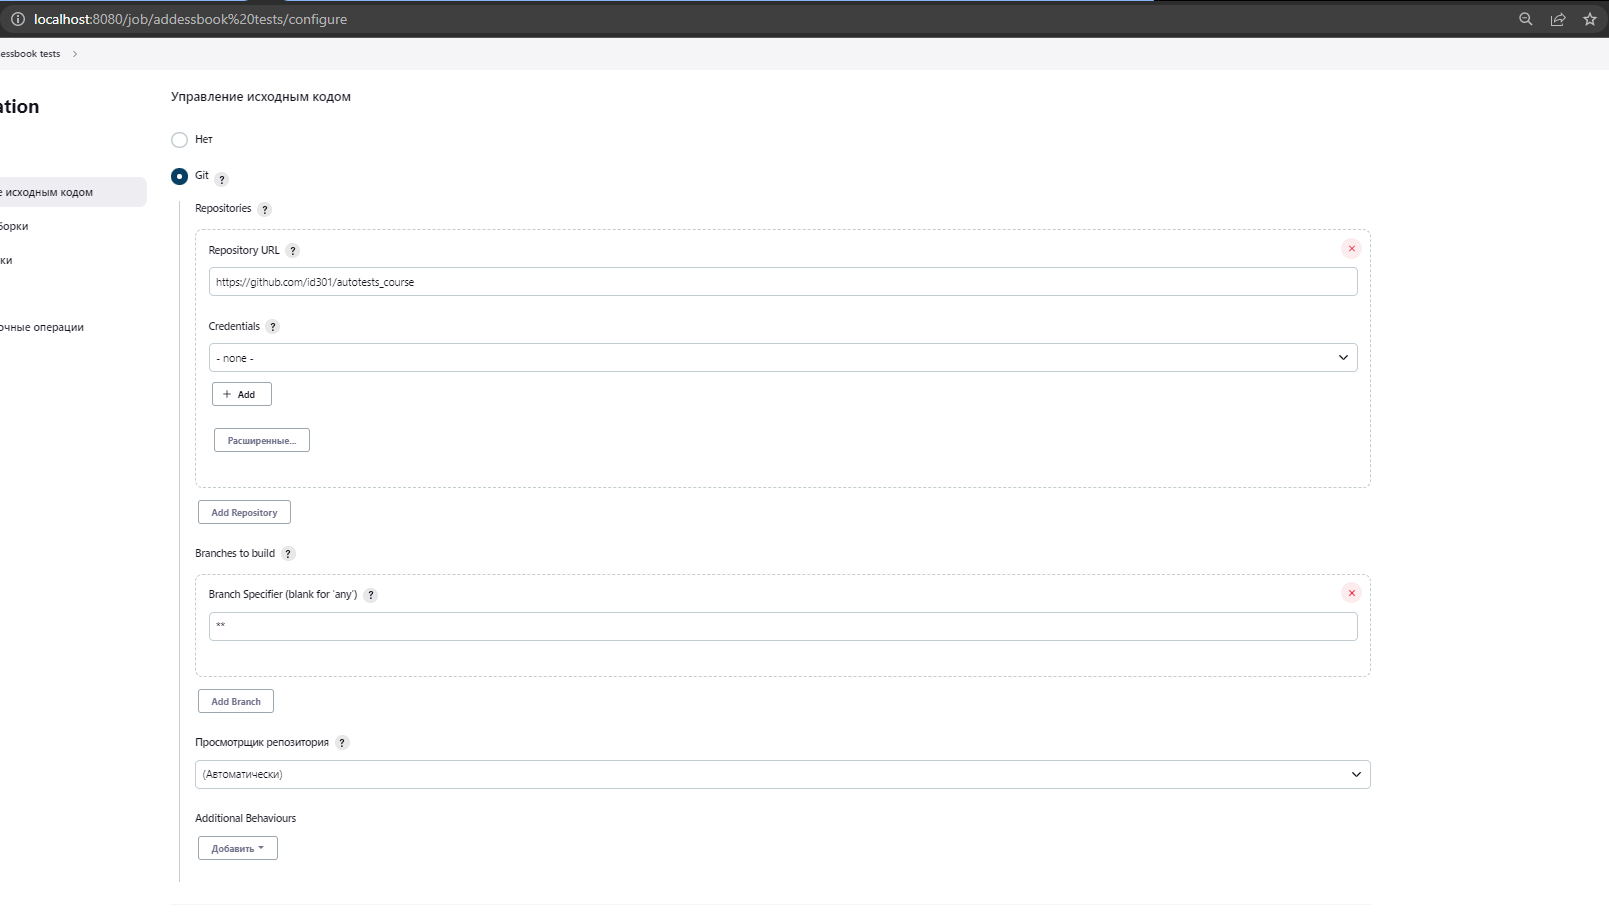 localhost:8080/job/addessbook%20tests/configure
essbook tests
ation
е исходным кодом
борки
ки
очные операции
Управление исходным кодом
Нет
Git ?
Repositories ?
Repository URL ?
https://github.com/id301/autotests_course
Credentials ?
- none -
+ Add
Расширенные...
Add Repository
Branches to build ?
Branch Specifier (blank for 'any') ?
**
Add Branch
Просмотрщик репозитория ?
(Автоматически)
Additional Behaviours
Добавить